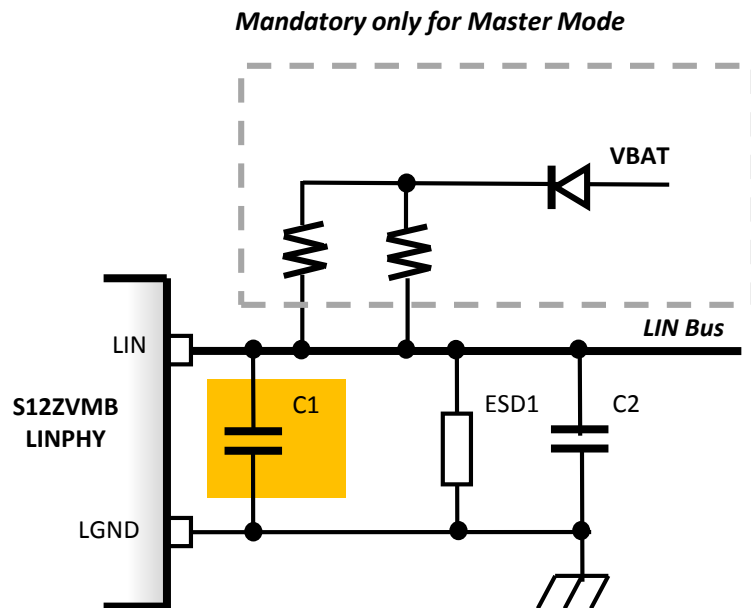 Mandatory only for Master Mode
VBAT
LIN Bus
LIN
C1
ESD1
C2
S12ZVMB
LINPHY
LGND